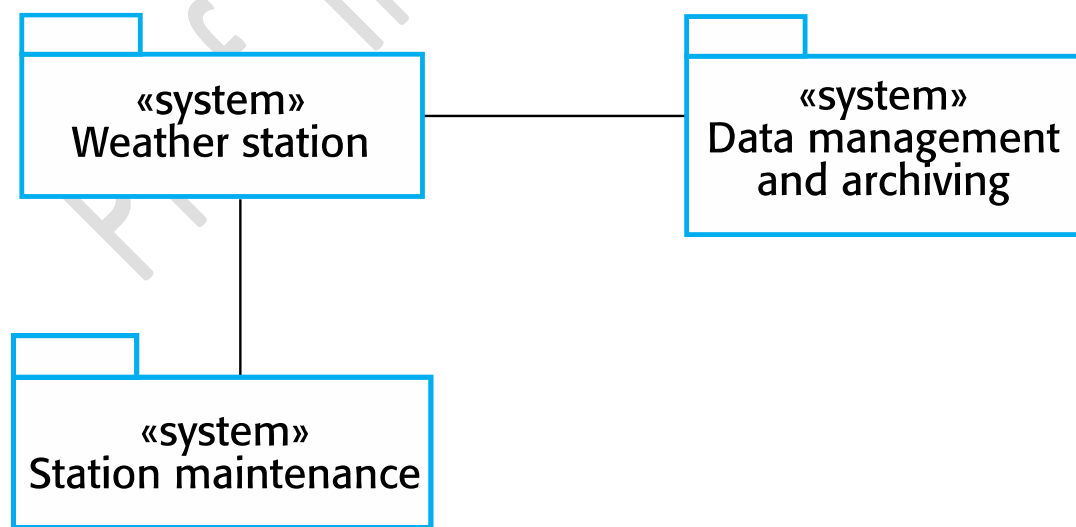 «system»
Weather station
«system»
Data management
and archiving
«system»
Station maintenance